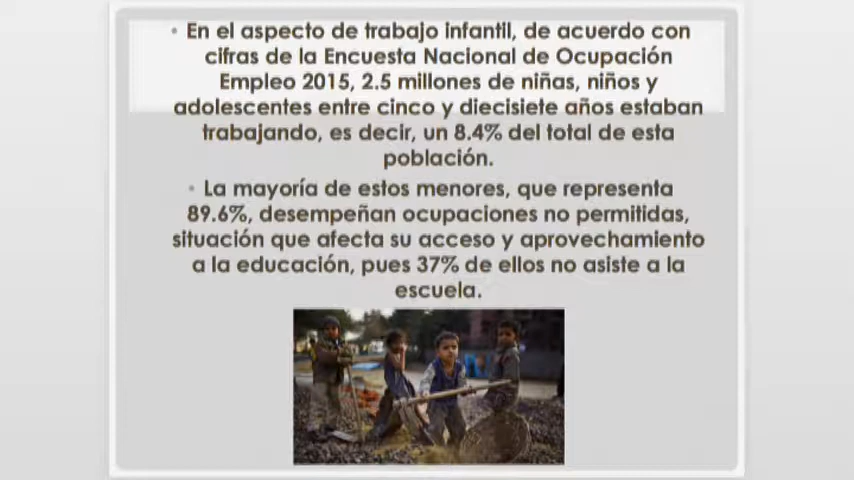 • En el aspecto de trabajo infantil, de acuerdo con
cifras de la Encuesta Nacional de Ocupación
Empleo 2015, 2.5 millones de niñas, niños y
adolescentes entre cinco y diecisiete años estaban
trabajando, es decir, un 8.4% del total de esta
población.
• La mayoría de estos menores, que representa
89.6%, desempeñan ocupaciones no permitidas,
situación que afecta su acceso y aprovechamiento
a la educación, pues 37% de ellos no asiste a la
escuela.